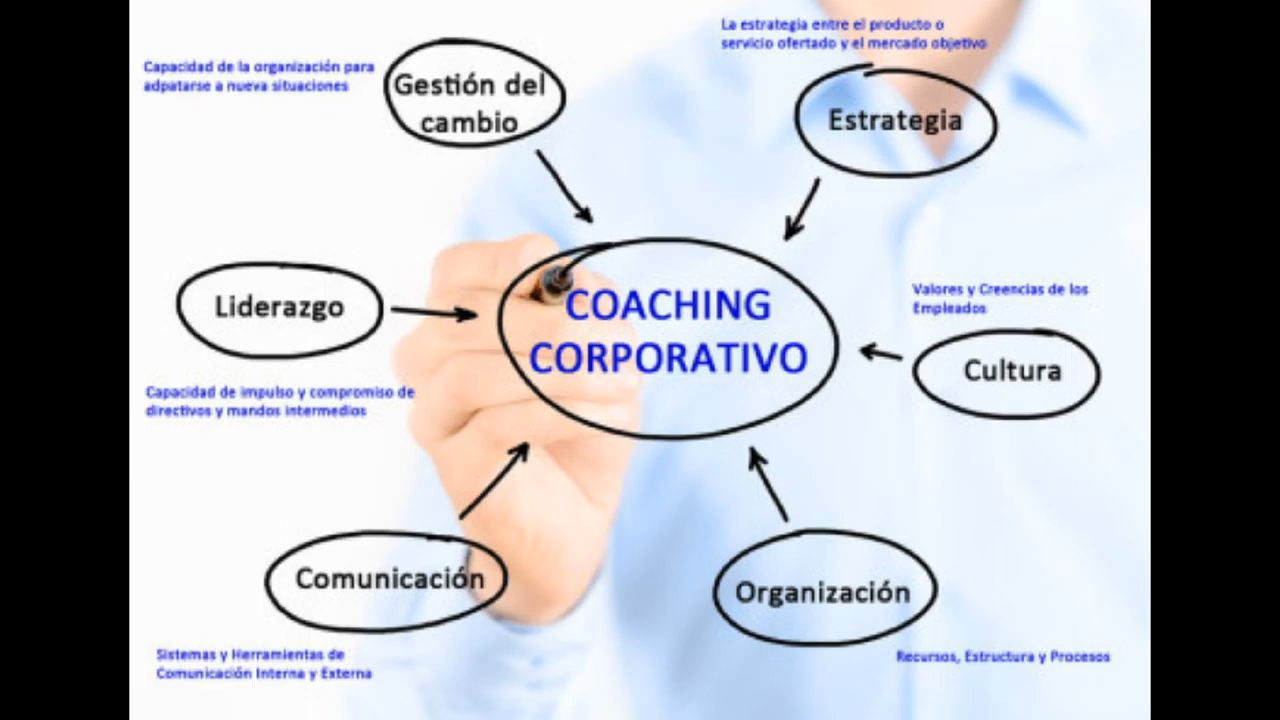 La estrategia entre el producto o
servicio ofertado y el mercado objetivo
Capacidad de la organización para
adpatarse a nueva situaciones
Gestión del
cambio
Estrategia
Liderazgo
COACHING
CORPORATIVO
Valores y Creencias de los
Empleados
Cultura
Capacidad de impulso y compromiso de
directivos y mandos intermedios
Comunicación
Organización
Sistemas y Herramientas de
Comunicación Interna y Externa
Recursos, Estructura y Procesos